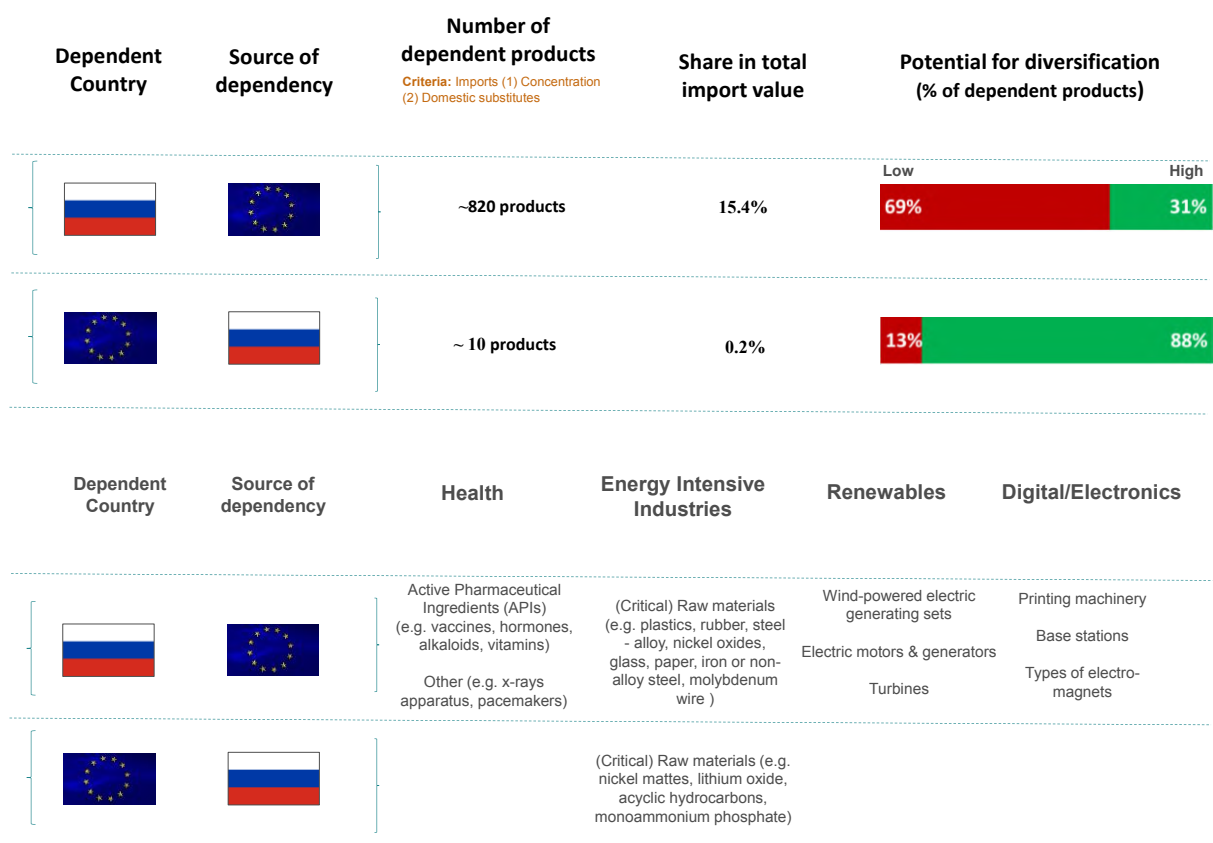 Dependent
Country
Source of
dependency
Number of
dependent products
Criteria: Imports (1) Concentration
(2) Domestic substitutes
Share in total
import value
Potential for diversification
(% of dependent products)
Low
High
~820 products
15.4%
69%
31%
~ 10 products
0.2%
13%
88%
Dependent
Country
Source of
dependency
Health
Energy Intensive
Industries
Renewables
Digital/Electronics
Active Pharmaceutical
Ingredients (APIs)
(e.g. vaccines, hormones,
alkaloids, vitamins)
Other (e.g. x-rays
apparatus, pacemakers)
(Critical) Raw materials
(e.g. plastics, rubber, steel
- alloy, nickel oxides,
glass, paper, iron or non-
alloy steel, molybdenum
wire )
Wind-powered electric
generating sets
Electric motors & generators
Turbines
Printing machinery
Base stations
Types of electro-
magnets
(Critical) Raw materials (e.g.
nickel mattes, lithium oxide,
acyclic hydrocarbons,
monoammonium phosphate)